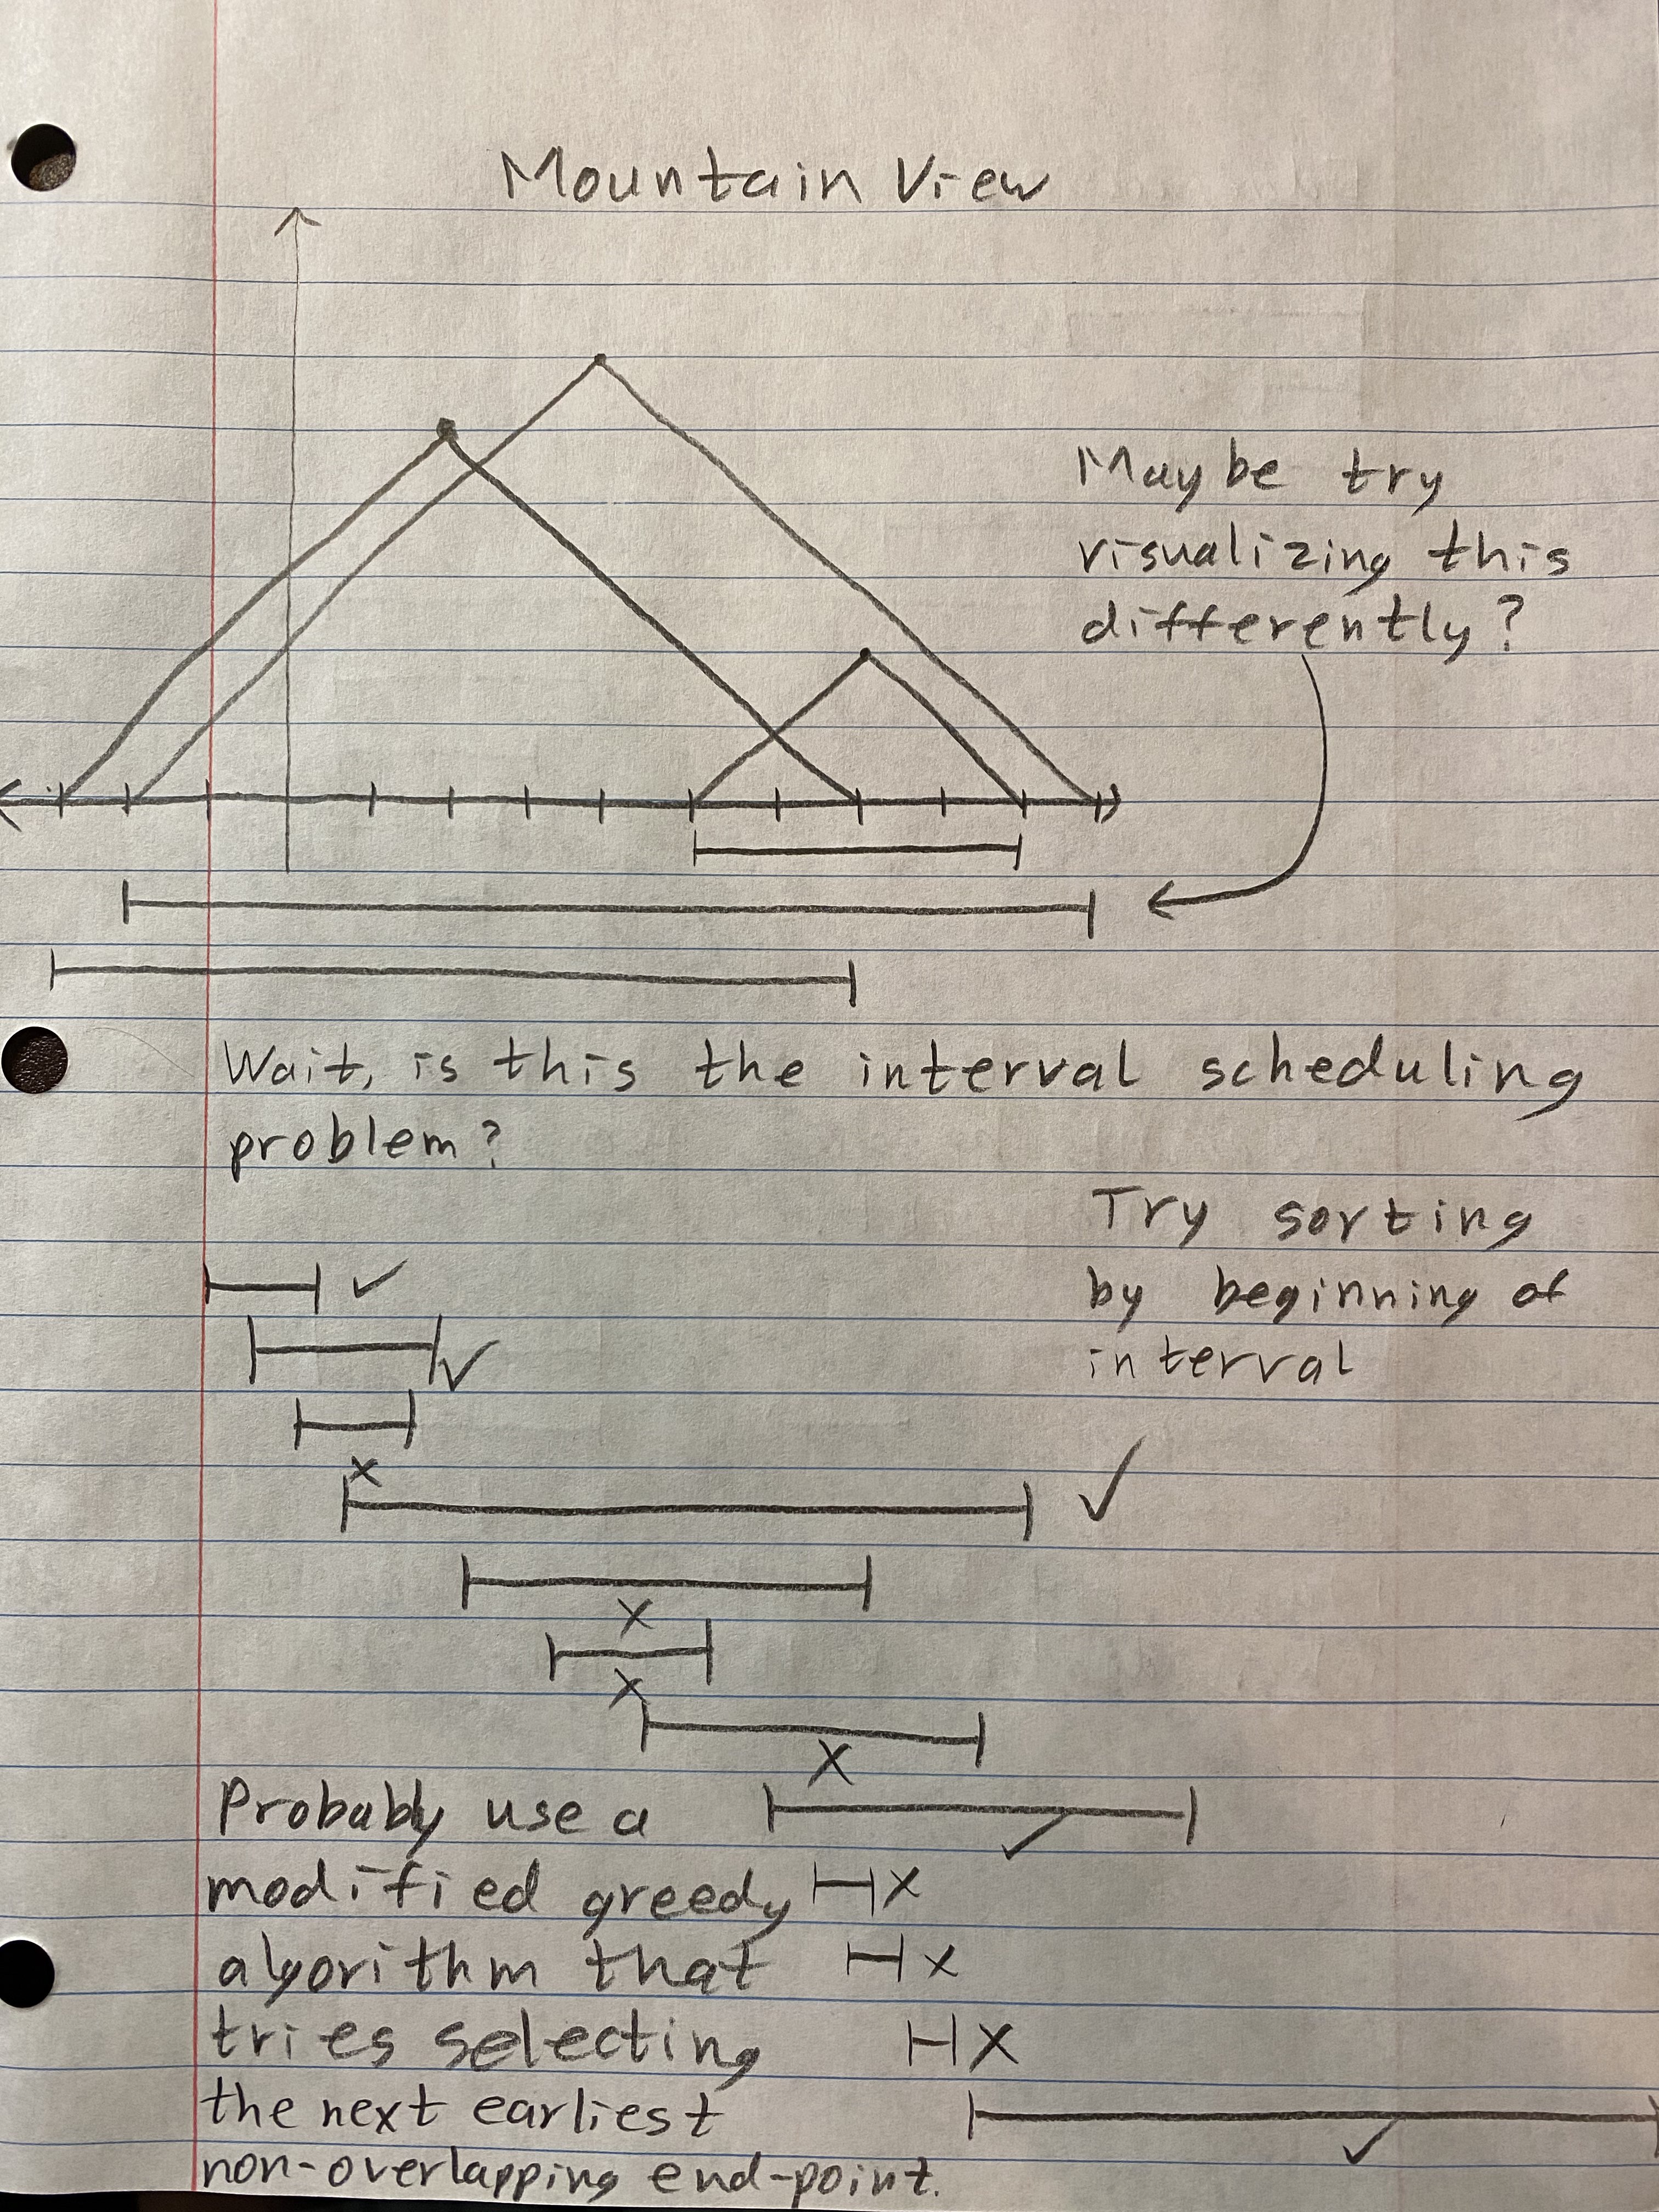 Mountain View
Maybe try
visualizing this
differently?
Wait, is this the interval scheduling
problem?
Try sorting
by beginning of
interval
Probably use a
modified greedy
algorithm that
tries selecting
the next earliest
non-overlapping end-point.